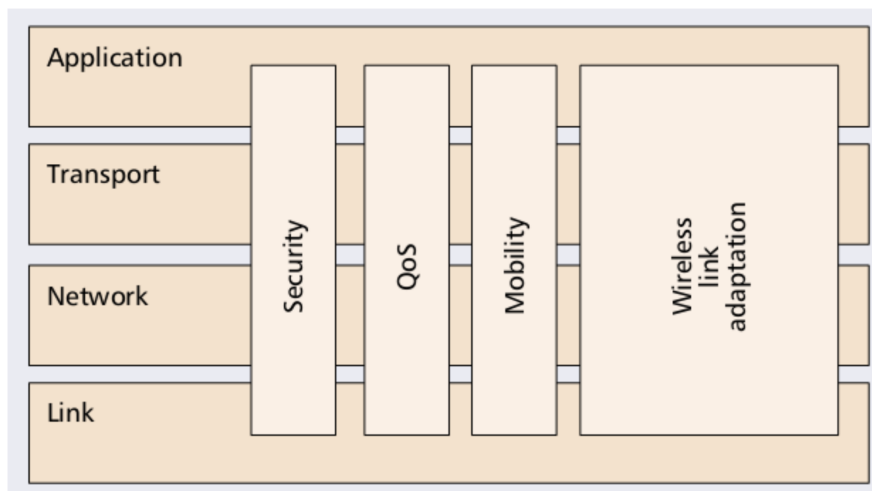 Application
Transport
Network
Link
Security
QoS
Mobility
Wireless
link
adaptation